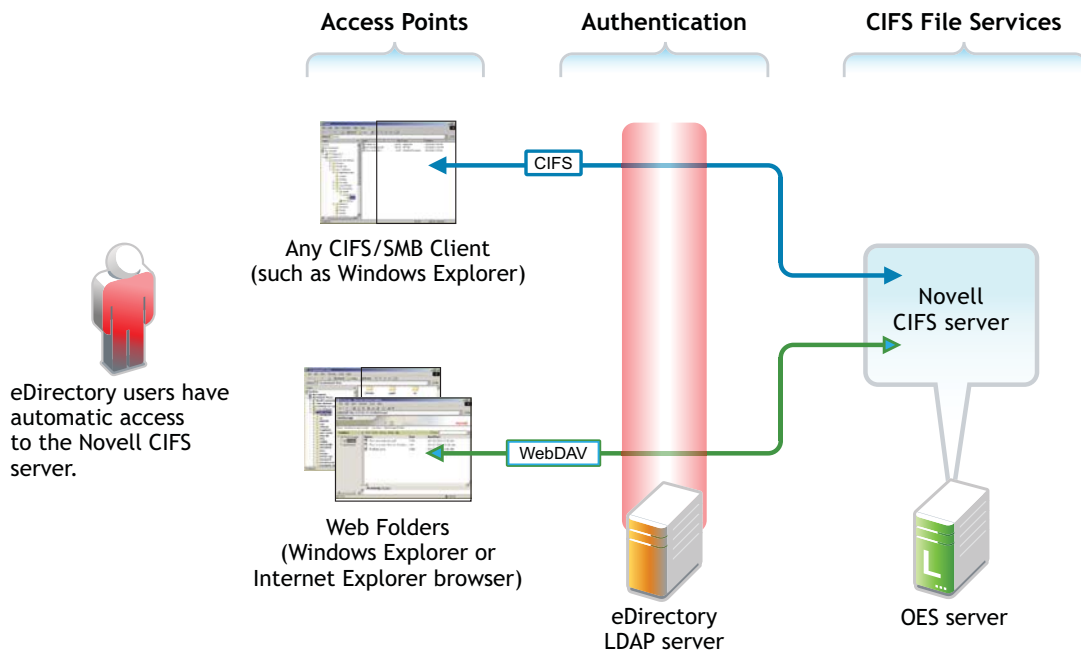 Access Points
Authentication
CIFS File Services
CIFS
Any CIFS/SMB Client
(such as Windows Explorer)
Novell
CIFS server
eDirectory users have
automatic access
to the Novell CIFS
server.
WebDAV
Web Folders
(Windows Explorer or
Internet Explorer browser)
eDirectory
LDAP server
L
OES server